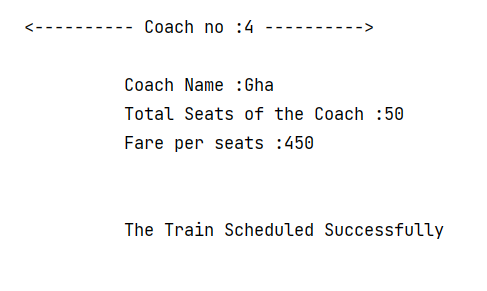 <---------- Coach no :4 ---------->
Coach Name :Gha
Total Seats of the Coach :50
Fare per seats :450
The Train Scheduled Successfully